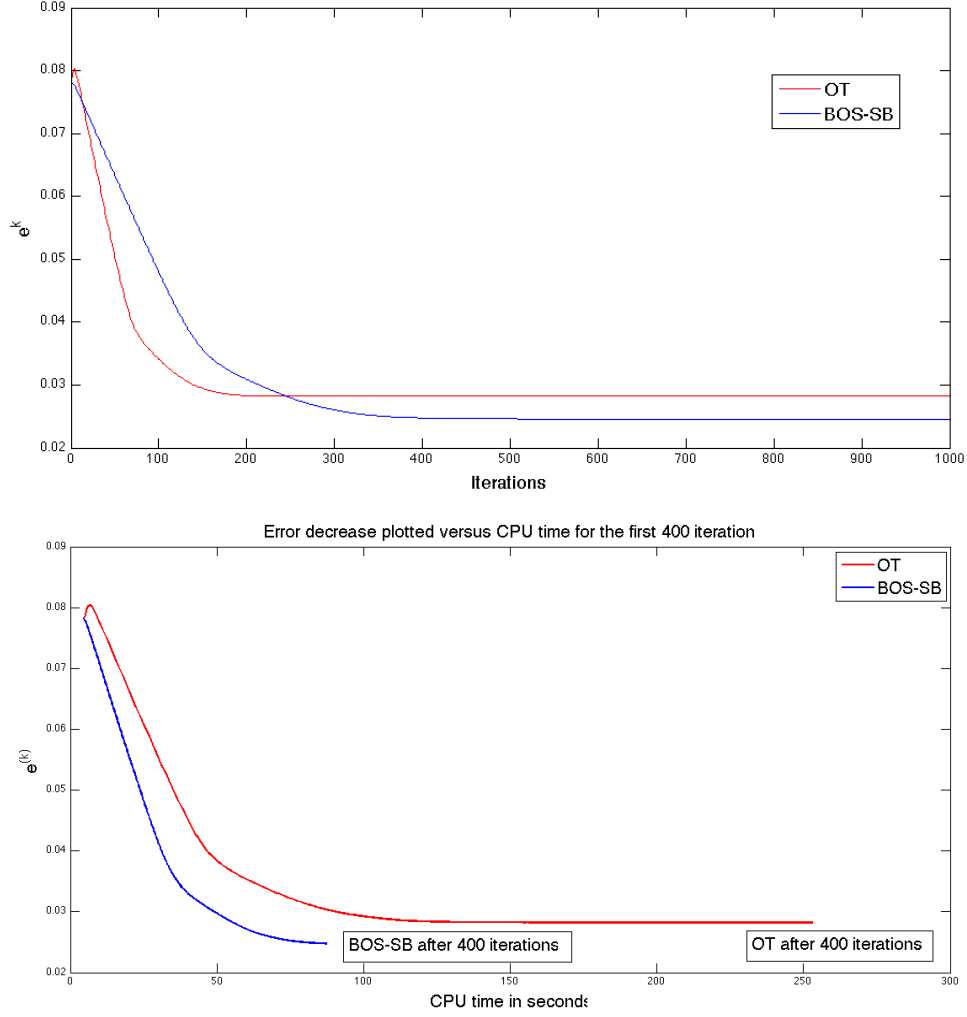 0.09
0.08
0.07
0.06
0.05
0.04
0.03
0.02
e^k
OT
BOS-SB
0 100 200 300 400 500 600 700 800 900 1000
Iterations
Error decrease plotted versus CPU time for the first 400 iteration
0.09
0.08
0.07
0.06
0.05
0.04
0.03
0.02
e^(k)
OT
BOS-SB
BOS-SB after 400 iterations
OT after 400 iterations
0 50 100 150 200 250 300
CPU time in seconds